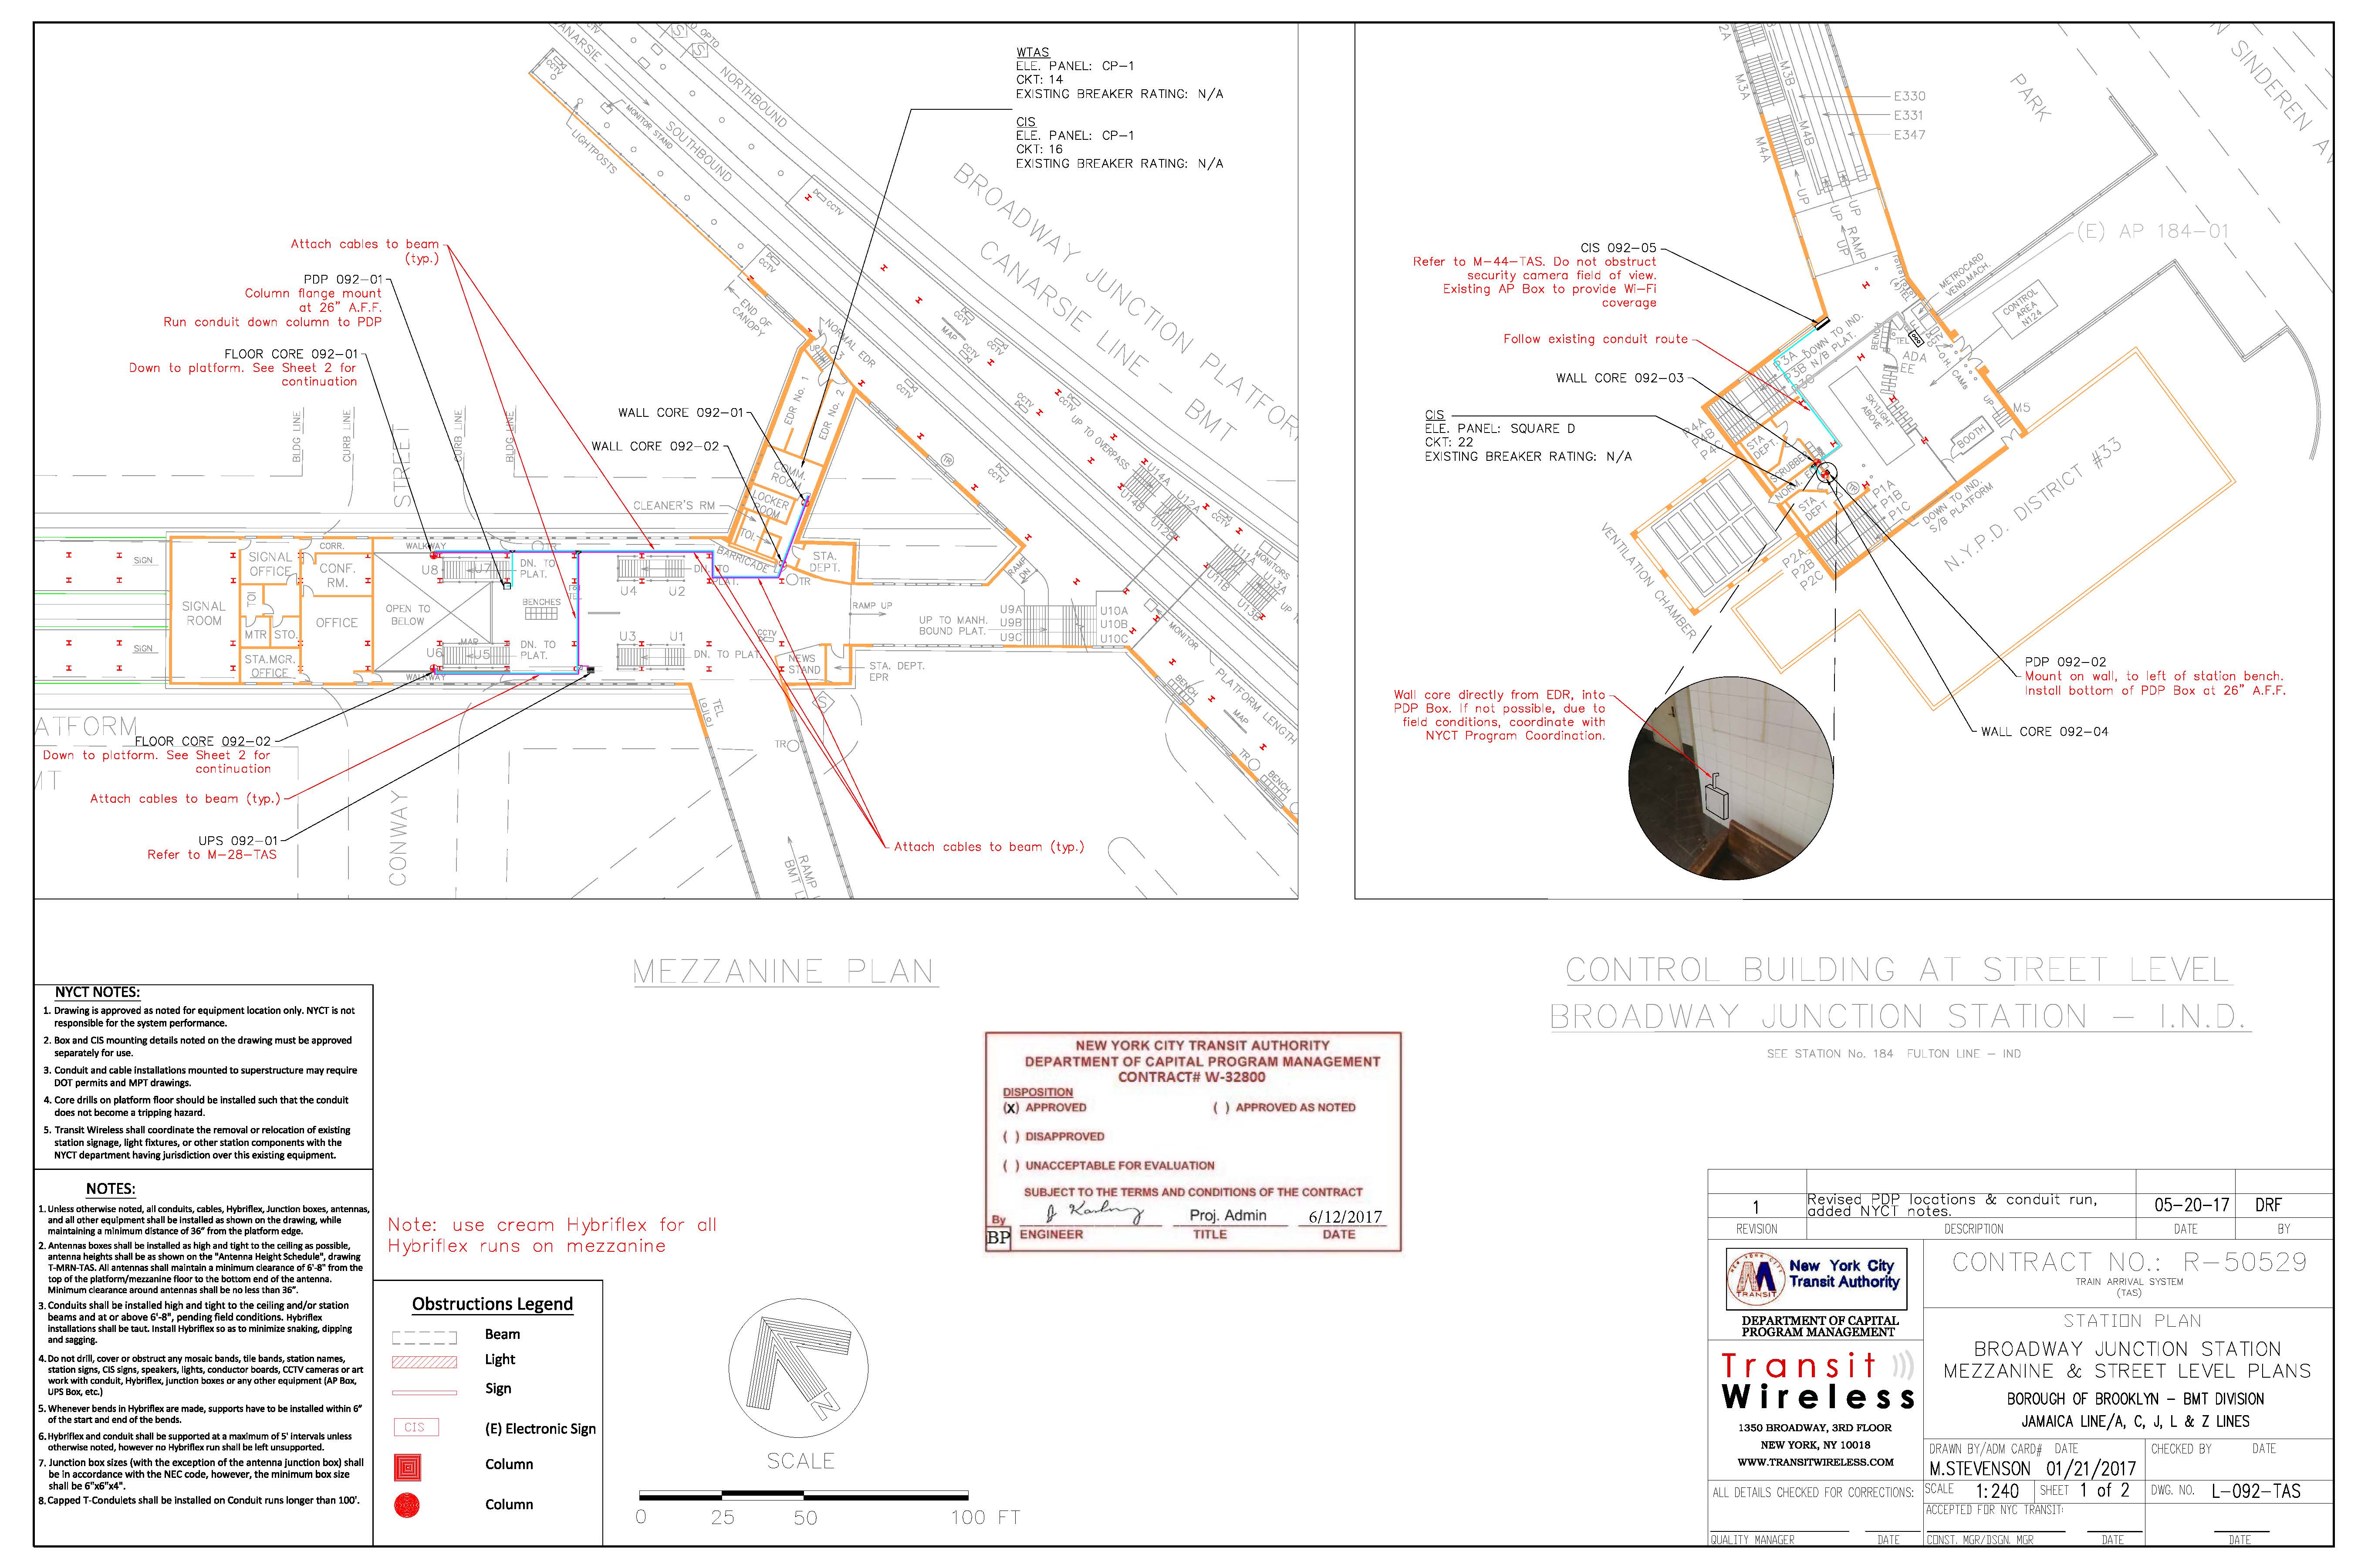 WTAS
ELE. PANEL: CP-1
CKT: 14
EXISTING BREAKER RATING: N/A
CIS
ELE. PANEL: CP-1
CKT: 16
EXISTING BREAKER RATING: N/A
NORTHBOUND
SOUTHBOUND
CANARSIE
MONITOR STAND
LIGHTPOSTS
BROADWAY JUNCTION PLATFORM
CANARSIE LINE - BMT
END OF
CANOPY
NORMAL EDR
Attach cables to beam
(typ.)
PDP 092-01
Column flange mount
at 26" A.F.F.
Run conduit down column to PDP
FLOOR CORE 092-01
Down to platform. See Sheet 2 for
continuation
WALL CORE 092-01
WALL CORE 092-02
EDR No. 1
EDR No. 2
COMM.
ROOM
LOCKER
ROOM
CLEANER'S RM
TOI.
BARRICADE
STA.
DEPT.
TR
BLDG LINE
CURB LINE
STREET
CURB LINE
BLDG LINE
SIGN
SIGNAL
ROOM
SIGNAL
OFFICE
CORR.
CONF.
RM.
TOI
MTR
STO.
OFFICE
STA.MGR.
OFFICE
OPEN TO
BELOW
WALKWAY
U8
U7
DN. TO
PLAT.
BENCHES
MAP
U6
U5
DN. TO
PLAT.
WALKWAY
U4
U2
U3
U1
DN. TO PLAT.
NEWS
STAND
STA. DEPT.
EPR
RAMP UP
RAMP DN
UP TO MANH.
BOUND PLAT.
U9A
U9B
U9C
U10A
U10B
U10C
UP TO OVERPASS
U14A
U14B
U12A
U12B
U11A
U11B
U13A
U13B
MONITORS
MONITOR
PLATFORM LENGTH
BENCH
MAP
TR
BENCH
TEL
TR
SIGN
FLOOR CORE 092-02
Down to platform. See Sheet 2 for
continuation
Attach cables to beam (typ.)
UPS 092-01
Refer to M-28-TAS
CONWAY
Attach cables to beam (typ.)
MEZZANINE PLAN
PARK
M3A
M3B
M4A
M4B
E330
E331
E347
UP
RAMP
UP
(E) AP 184-01
METROCARD
VEND.MACH.
CONTROL
AREA
N124
CIS 092-05
Refer to M-44-TAS. Do not obstruct
security camera field of view.
Existing AP Box to provide Wi-Fi
coverage
Follow existing conduit route
WALL CORE 092-03
CIS
ELE. PANEL: SQUARE D
CKT: 22
EXISTING BREAKER RATING: N/A
P3A
P3B
DOWN TO IND.
N/B PLAT.
BENCH
TEL
ADA
EE
SKYLIGHT
ABOVE
UP
M5
BOOTH
P4A
P4B
P4C
STA
DEPT.
STA
DEPT
P1A
P1B
P1C
DOWN TO IND.
S/B PLATFORM
P2A
P2B
P2C
VENTILATION CHAMBER
N.Y.P.D. DISTRICT #33
Wall core directly from EDR, into
PDP Box. If not possible, due to
field conditions, coordinate with
NYCT Program Coordination.
PDP 092-02
Mount on wall, to left of station bench.
Install bottom of PDP Box at 26" A.F.F.
WALL CORE 092-04
CONTROL BUILDING AT STREET LEVEL
BROADWAY JUNCTION STATION - I.N.D.
SEE STATION No. 184 FULTON LINE - IND
NYCT NOTES:
1. Drawing is approved as noted for equipment location only. NYCT is not
responsible for the system performance.
2. Box and CIS mounting details noted on the drawing must be approved
separately for use.
3. Conduit and cable installations mounted to superstructure may require
DOT permits and MPT drawings.
4. Core drills on platform floor should be installed such that the conduit
does not become a tripping hazard.
5. Transit Wireless shall coordinate the removal or relocation of existing
station signage, light fixtures, or other station components with the
NYCT department having jurisdiction over this existing equipment.
NOTES:
1. Unless otherwise noted, all conduits, cables, Hybriflex, Junction boxes, antennas,
and all other equipment shall be installed as shown on the drawing, while
maintaining a minimum distance of 36" from the platform edge.
2. Antennas boxes shall be installed as high and tight to the ceiling as possible,
antenna heights shall be as shown on the "Antenna Height Schedule", drawing
T-MRN-TAS. All antennas shall maintain a minimum clearance of 6'-8" from the
top of the platform/mezzanine floor to the bottom end of the antenna.
Minimum clearance around antennas shall be no less than 36".
3. Conduits shall be installed high and tight to the ceiling and/or station
beams and at or above 6'-8", pending field conditions. Hybriflex
installations shall be taut. Install Hybriflex so as to minimize snaking, dipping
and sagging.
4. Do not drill, cover or obstruct any mosaic bands, tile bands, station names,
station signs, CIS signs, speakers, lights, conductor boards, CCTV cameras or art
work with conduit, Hybriflex, junction boxes or any other equipment (AP Box,
UPS Box, etc.)
5. Whenever bends in Hybriflex are made, supports have to be installed within 6"
of the start and end of the bends.
6. Hybriflex and conduit shall be supported at a maximum of 5' intervals unless
otherwise noted, however no Hybriflex run shall be left unsupported.
7. Junction box sizes (with the exception of the antenna junction box) shall
be in accordance with the NEC code, however, the minimum box size
shall be 6"x6"x4".
8. Capped T-Condulets shall be installed on Conduit runs longer than 100'.
Note: use cream Hybriflex for all
Hybriflex runs on mezzanine
Obstructions Legend
Beam
Light
Sign
CIS
(E) Electronic Sign
Column
Column
N
SCALE
0 25 50 100 FT
NEW YORK CITY TRANSIT AUTHORITY
DEPARTMENT OF CAPITAL PROGRAM MANAGEMENT
CONTRACT# W-32800
DISPOSITION
(X) APPROVED ( ) APPROVED AS NOTED
( ) DISAPPROVED
( ) UNACCEPTABLE FOR EVALUATION
SUBJECT TO THE TERMS AND CONDITIONS OF THE CONTRACT
By Proj. Admin 6/12/2017
BP ENGINEER TITLE DATE
1 Revised PDP locations & conduit run, 05-20-17 DRF
added NYCT notes.
REVISION DESCRIPTION DATE BY
TRANSIT
New York City
Transit Authority
DEPARTMENT OF CAPITAL
PROGRAM MANAGEMENT
Transit
Wireless
1350 BROADWAY, 3RD FLOOR
NEW YORK, NY 10018
WWW.TRANSITWIRELESS.COM
ALL DETAILS CHECKED FOR CORRECTIONS:
QUALITY MANAGER DATE
CONTRACT NO.: R-50529
TRAIN ARRIVAL SYSTEM
(TAS)
STATION PLAN
BROADWAY JUNCTION STATION
MEZZANINE & STREET LEVEL PLANS
BOROUGH OF BROOKLYN - BMT DIVISION
JAMAICA LINE/A, C, J, L & Z LINES
DRAWN BY/ADM CARD# DATE CHECKED BY DATE
M.STEVENSON 01/21/2017
SCALE 1:240 SHEET 1 of 2 DWG. NO. L-092-TAS
ACCEPTED FOR NYC TRANSIT:
CONST. MGR/DSGN. MGR DATE DATE